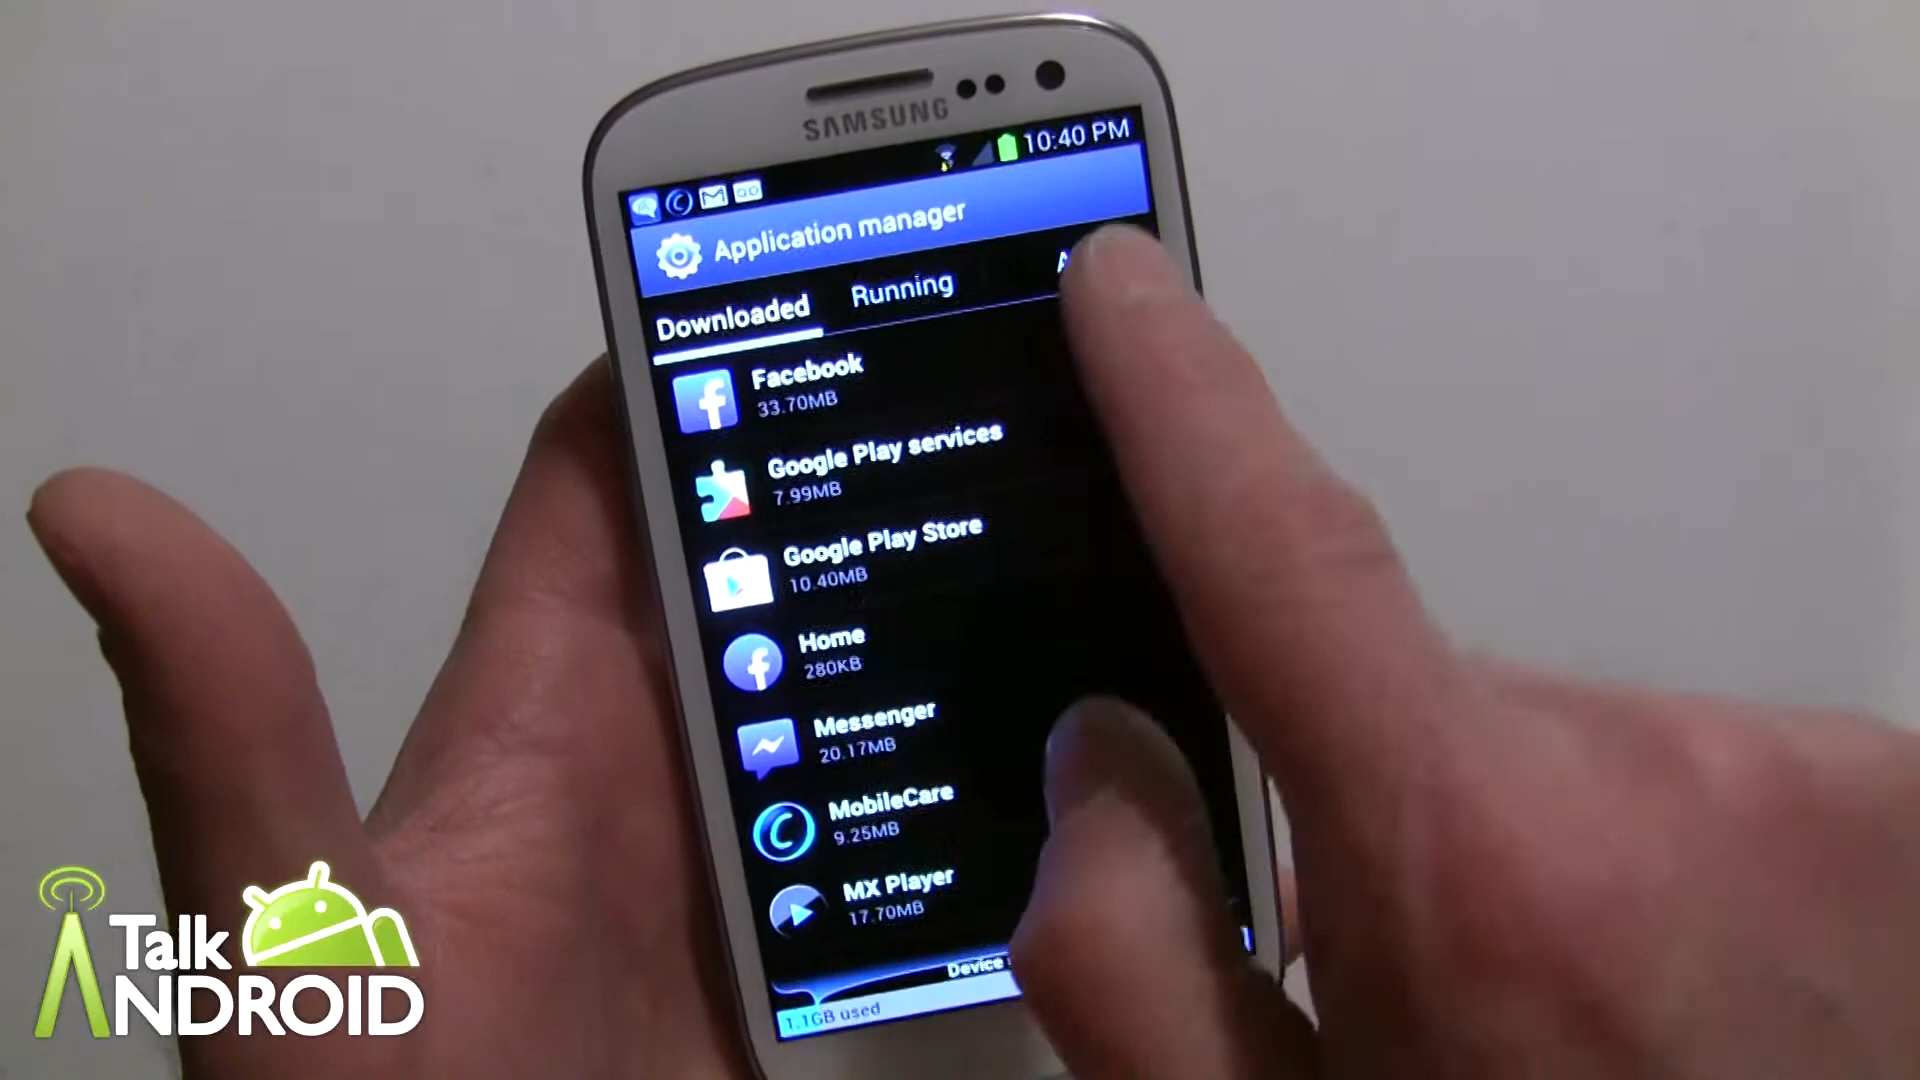 SAMSUNG
10:40 PM
Application manager
Downloaded
Running
Facebook
33.70MB
Google Play services
7.99MB
Google Play Store
10.40MB
Home
280KB
Messenger
20.17MB
MobileCare
9.25MB
MX Player
17.70MB
Device
1.1GB used
Talk
ANDROID